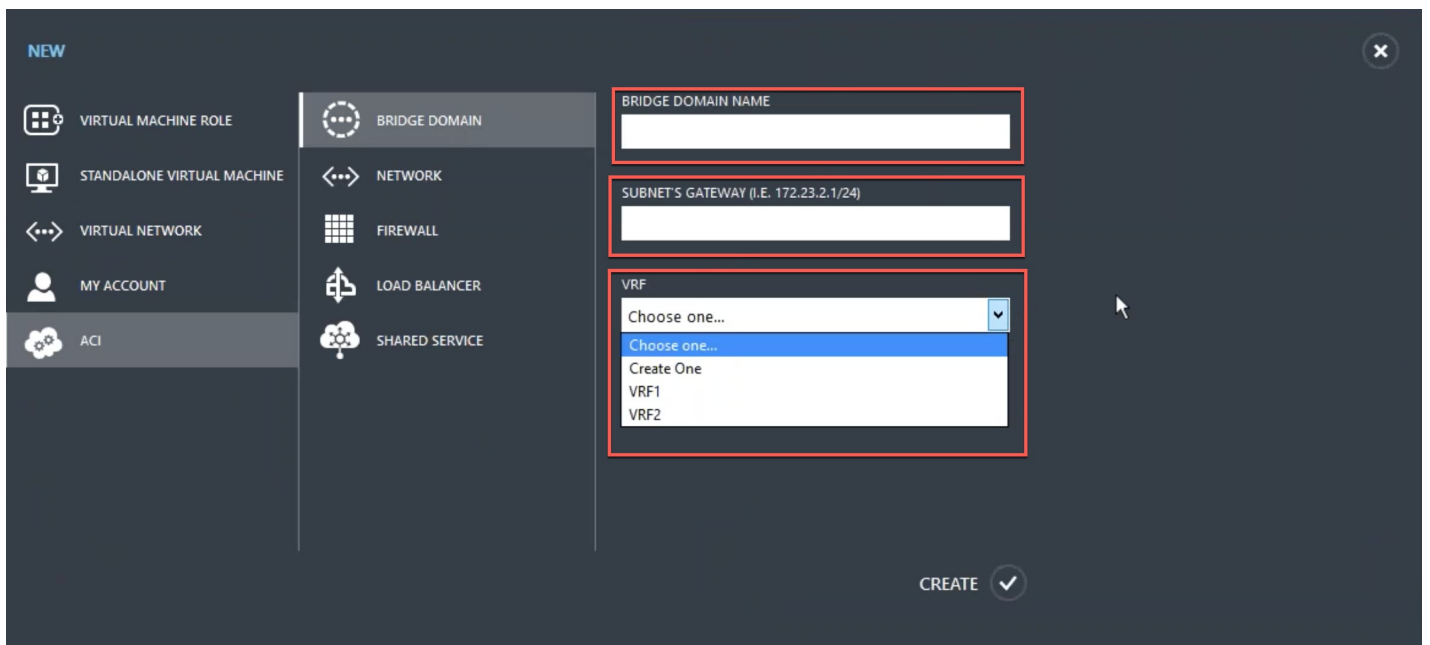 NEW
VIRTUAL MACHINE ROLE
STANDALONE VIRTUAL MACHINE
VIRTUAL NETWORK
MY ACCOUNT
ACI
BRIDGE DOMAIN
NETWORK
FIREWALL
LOAD BALANCER
SHARED SERVICE
BRIDGE DOMAIN NAME
SUBNET'S GATEWAY (I.E. 172.23.2.1/24)
VRF
Choose one...
Choose one...
Create One
VRF1
VRF2
CREATE